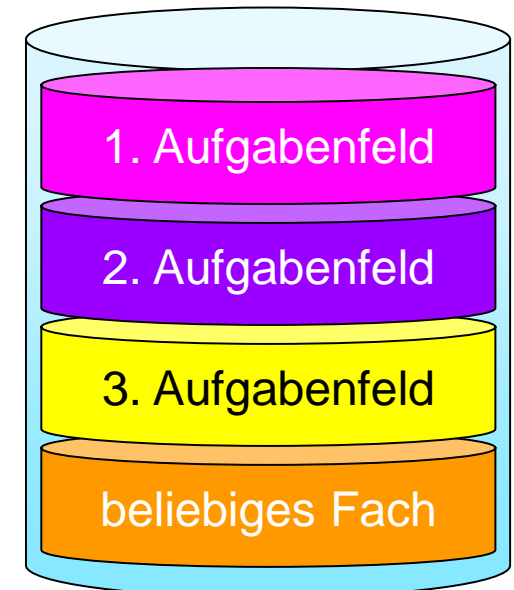 1. Aufgabenfeld
2. Aufgabenfeld
3. Aufgabenfeld
beliebiges Fach